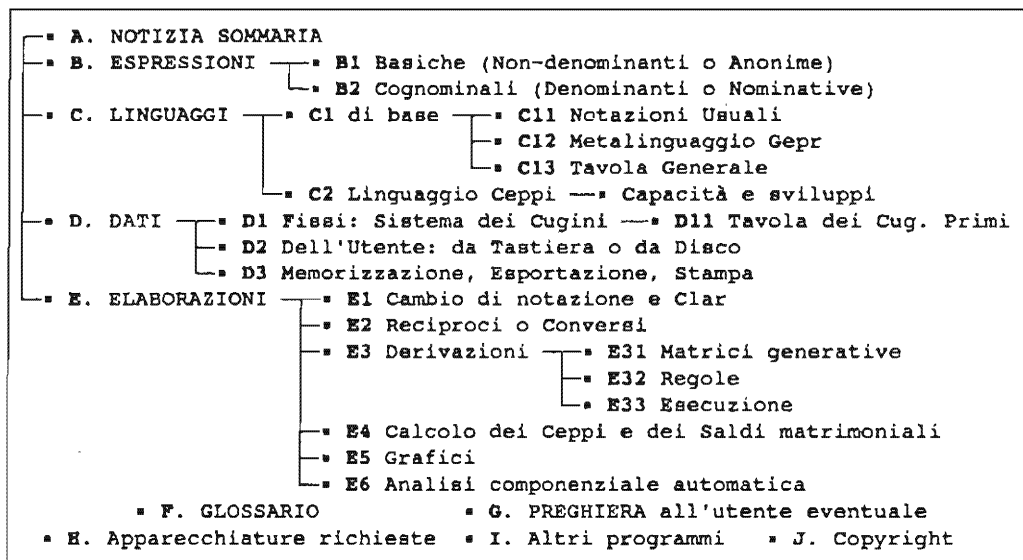 A. NOTIZIA SOMMARIA
B. ESPRESSIONI B1 Basiche (Non-denominanti o Anonime)
B2 Cognominali (Denominanti o Nominative)
C. LINGUAGGI C1 di base C11 Notazioni Usuali
C12 Metalinguaggio Gepr
C13 Tavola Generale
C2 Linguaggio Ceppi Capacità e sviluppi
D. DATI D1 Fissi: Sistema dei Cugini D11 Tavola dei Cug. Primi
D2 Dell'Utente: da Tastiera o da Disco
D3 Memorizzazione, Esportazione, Stampa
E. ELABORAZIONI E1 Cambio di notazione e Clar
E2 Reciproci o Conversi
E3 Derivazioni E31 Matrici generative
E32 Regole
E33 Esecuzione
E4 Calcolo dei Ceppi e dei Saldi matrimoniali
E5 Grafici
E6 Analisi componenziale automatica
F. GLOSSARIO G. PREGHIERA all'utente eventuale
H. Apparecchiature richieste I. Altri programmi J. Copyright